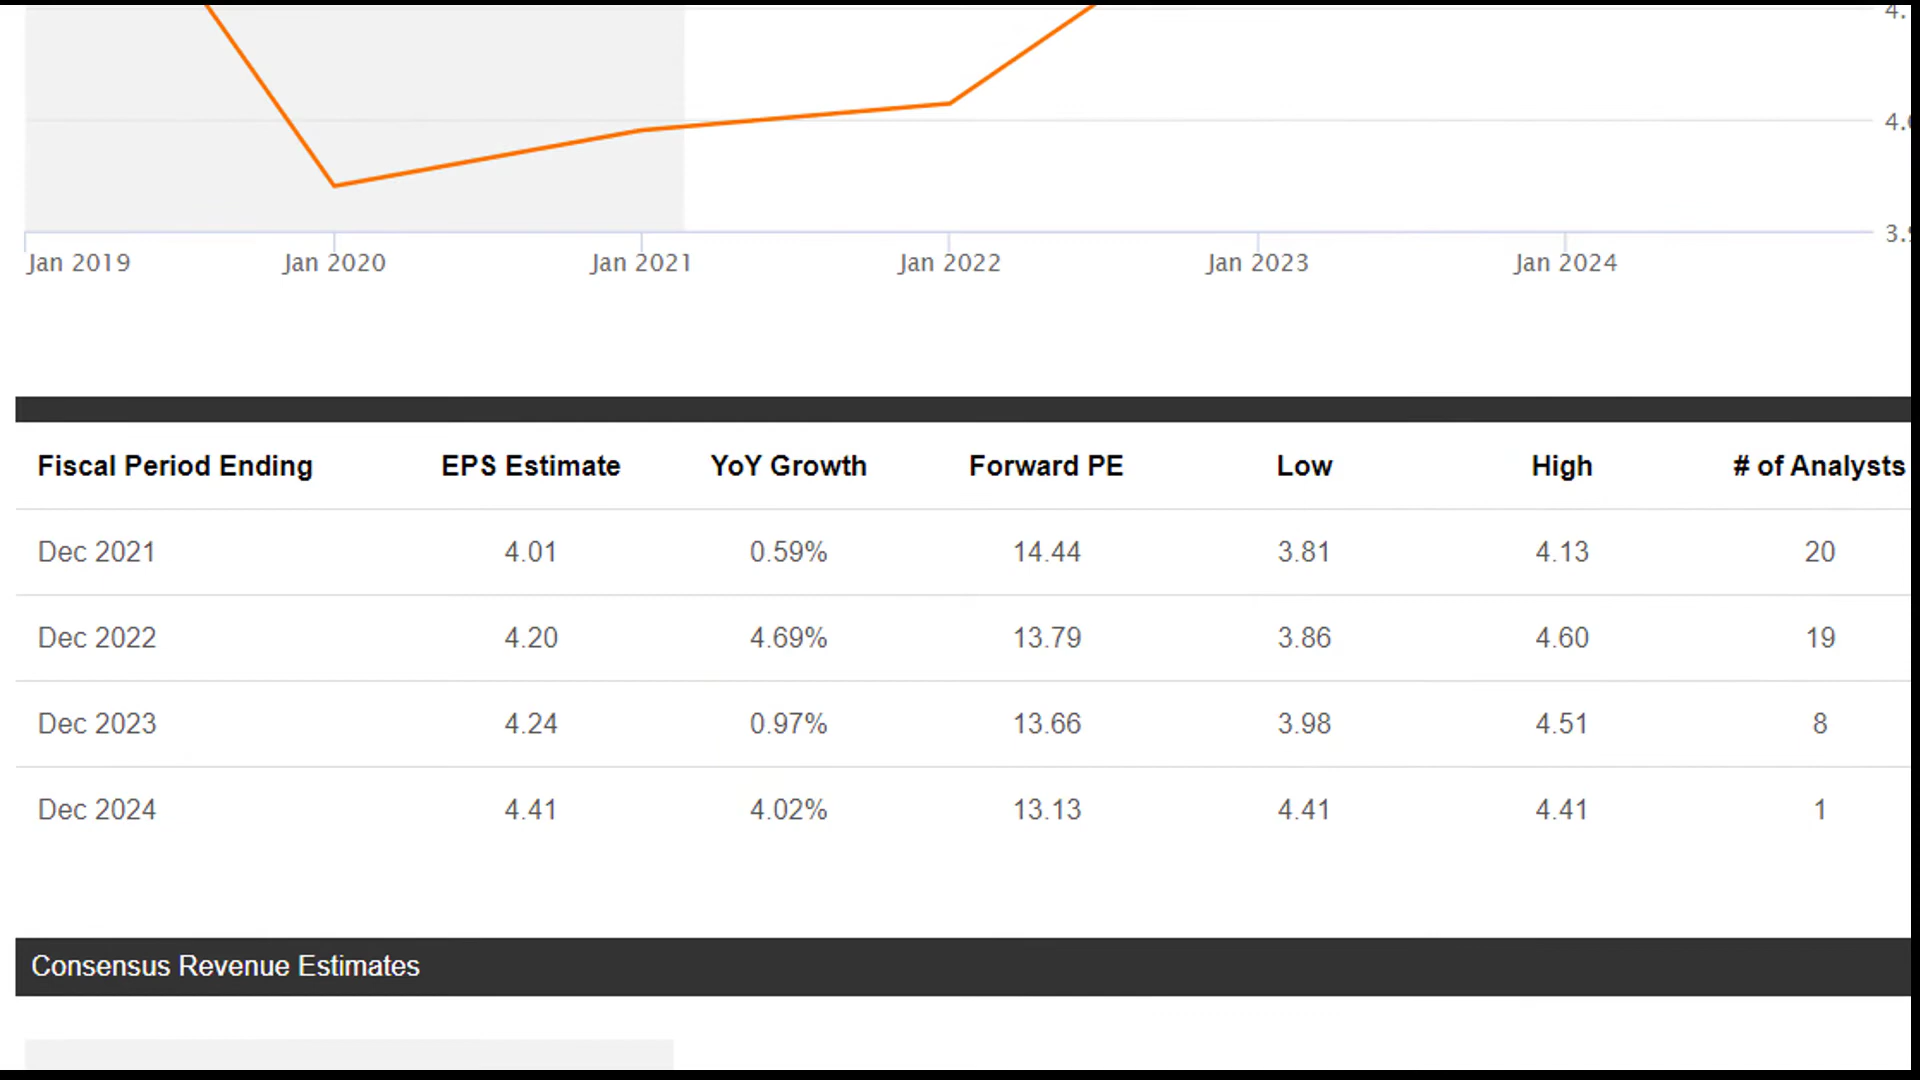 Jan 2019 Jan 2020 Jan 2021 Jan 2022 Jan 2023 Jan 2024
Fiscal Period Ending EPS Estimate YoY Growth Forward PE Low High # of Analysts
Dec 2021 4.01 0.59% 14.44 3.81 4.13 20
Dec 2022 4.20 4.69% 13.79 3.86 4.60 19
Dec 2023 4.24 0.97% 13.66 3.98 4.51 8
Dec 2024 4.41 4.02% 13.13 4.41 4.41 1
Consensus Revenue Estimates